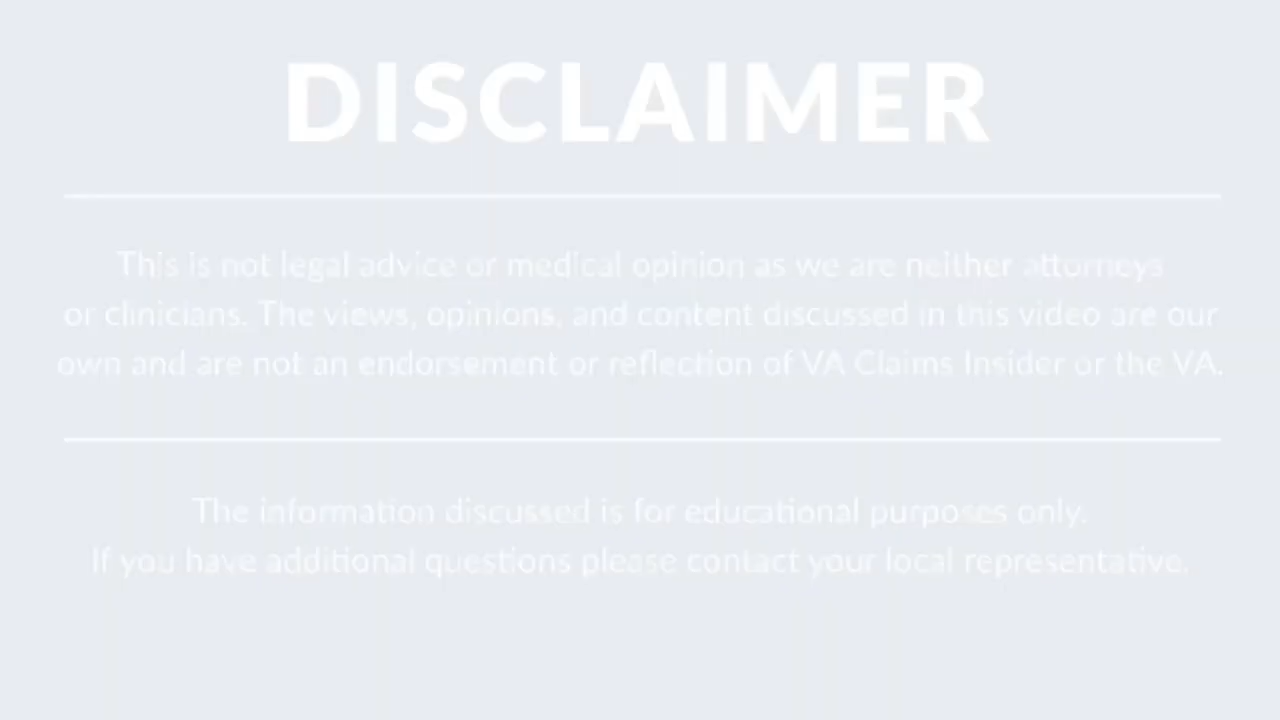 DISCLAIMER
This is not legal advice or medical opinion as we are neither attorneys
or clinicians. The views, opinions, and content discussed in this video are our
own and are not an endorsement or reflection of VA Claims Insider or the VA.
The information discussed is for educational purposes only.
If you have additional questions please contact your local representative.